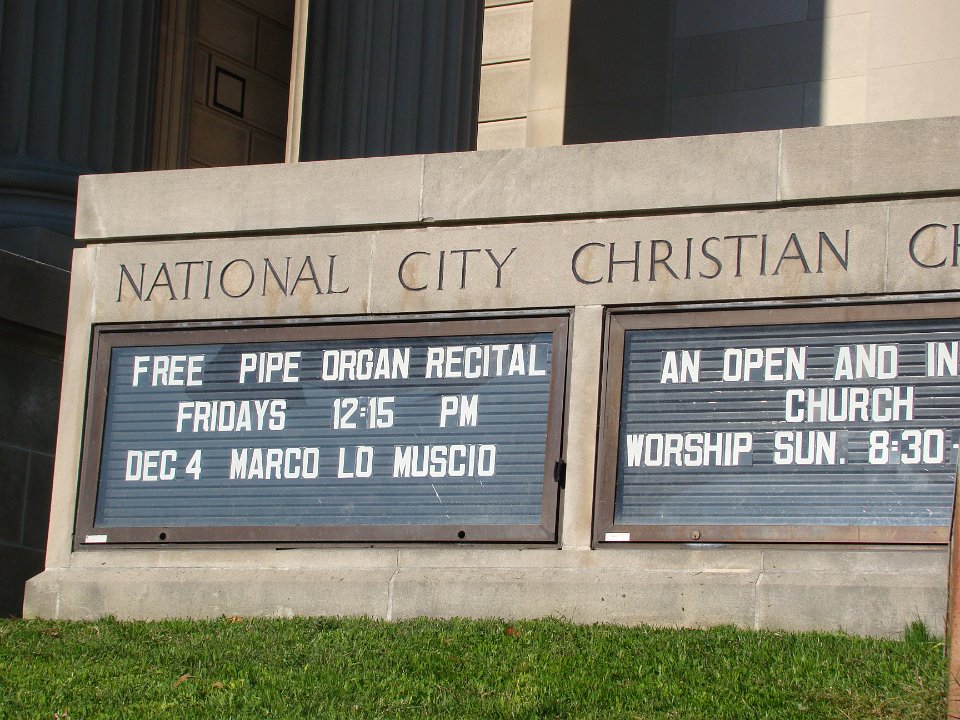 NATIONAL CITY CHRISTIAN
FREE PIPE ORGAN RECITAL
FRIDAYS 12:15 PM
DEC 4 MARCO LO MUSCIO
AN OPEN AND IN
CHURCH
WORSHIP SUN. 8:30 -